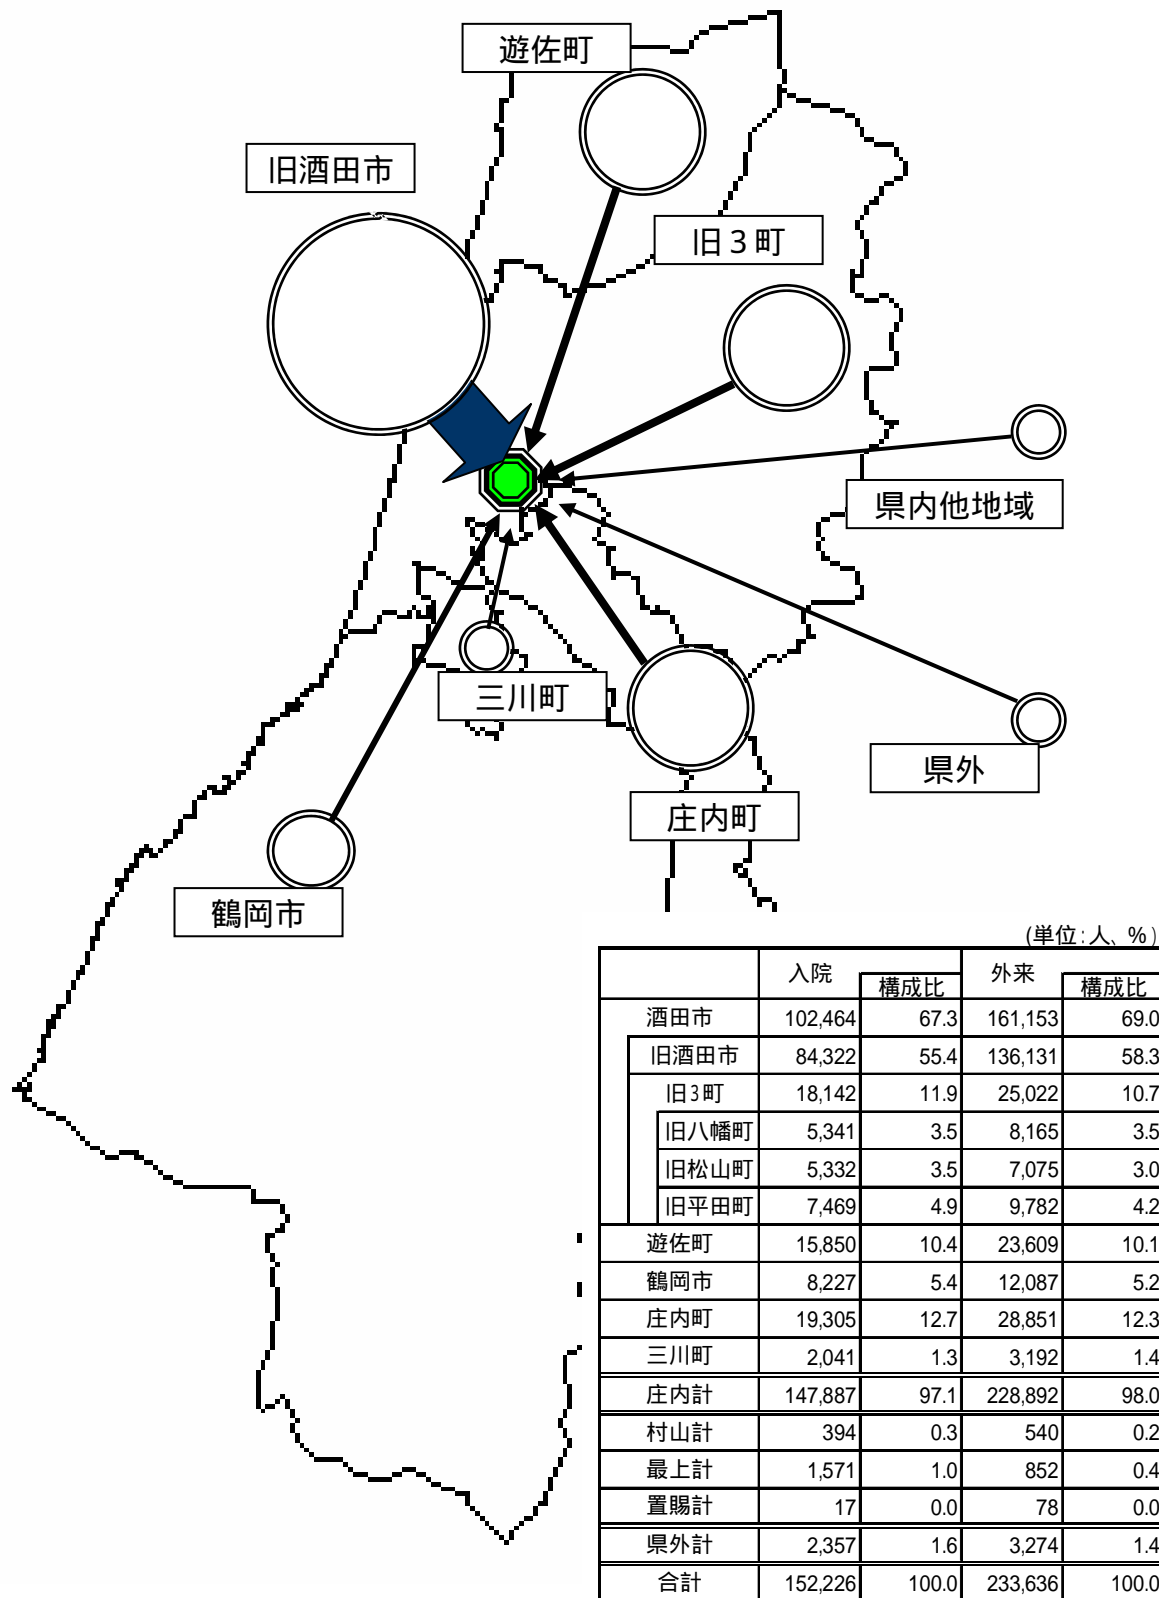 遊佐町
旧酒田市
旧3町
県内他地域
三川町
県外
庄内町
鶴岡市
(単位:人、%)
入院 構成比 外来 構成比
酒田市 102,464 67.3 161,153 69.0
旧酒田市 84,322 55.4 136,131 58.3
旧3町 18,142 11.9 25,022 10.7
旧八幡町 5,341 3.5 8,165 3.5
旧松山町 5,332 3.5 7,075 3.0
旧平田町 7,469 4.9 9,782 4.2
遊佐町 15,850 10.4 23,609 10.1
鶴岡市 8,227 5.4 12,087 5.2
庄内町 19,305 12.7 28,851 12.3
三川町 2,041 1.3 3,192 1.4
庄内計 147,887 97.1 228,892 98.0
村山計 394 0.3 540 0.2
最上計 1,571 1.0 852 0.4
置賜計 17 0.0 78 0.0
県外計 2,357 1.6 3,274 1.4
合計 152,226 100.0 233,636 100.0